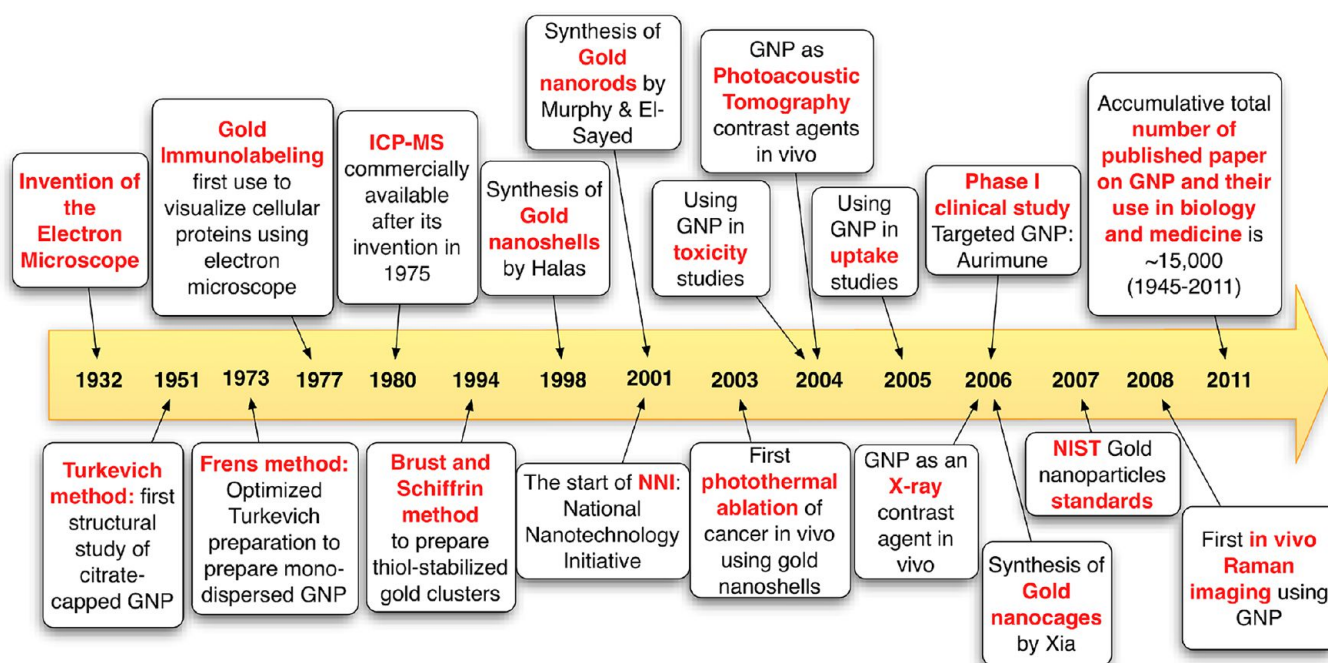 Invention of
the
Electron
Microscope
Gold
Immunolabeling
first use to
visualize cellular
proteins using
electron
microscope
ICP-MS
commercially
available
after its
invention in
1975
Synthesis of
Gold
nanoshells
by Halas
Synthesis of
Gold
nanorods by
Murphy & El-
Sayed
Using
GNP in
toxicity
studies
GNP as
Photoacoustic
Tomography
contrast agents
in vivo
Using
GNP in
uptake
studies
Phase I
clinical study
Targeted GNP:
Aurimune
Accumulative total
number of
published paper
on GNP and their
use in biology
and medicine is
~15,000
(1945-2011)
1932 1951 1973 1977 1980 1994 1998 2001 2003 2004 2005 2006 2007 2008 2011
Turkevich
method: first
structural
study of
citrate-
capped GNP
Frens method:
Optimized
Turkevich
preparation to
prepare mono-
dispersed GNP
Brust and
Schiffrin
method
to prepare
thiol-stabilized
gold clusters
The start of NNI:
National
Nanotechnology
Initiative
First
photothermal
ablation of
cancer in vivo
using gold
nanoshells
GNP as an
X-ray
contrast
agent in
vivo
Synthesis of
Gold
nanocages
by Xia
NIST Gold
nanoparticles
standards
First in vivo
Raman
imaging using
GNP